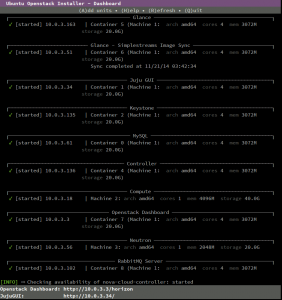 Ubuntu Openstack Installer - Dashboard
(A)dd units • (H)elp • (R)efresh • (Q)uit
Glance
√ [started] 10.0.3.163 | Container 5 (Machine 1: arch amd64 cores 4 mem 3072M
storage 20.0G)
Glance - Simplestreams Image Sync
√ [started] 10.0.3.51 | Container 6 (Machine 1: arch amd64 cores 4 mem 3072M
storage 20.0G)
Sync completed at 11/21/14 03:42:34
Juju GUI
√ [started] 10.0.3.34 | Container 1 (Machine 1: arch amd64 cores 4 mem 3072M
storage 20.0G)
Keystone
√ [started] 10.0.3.135 | Container 2 (Machine 1: arch amd64 cores 4 mem 3072M
storage 20.0G)
MySQL
√ [started] 10.0.3.61 | Container 0 (Machine 1: arch amd64 cores 4 mem 3072M
storage 20.0G)
Controller
√ [started] 10.0.3.136 | Container 4 (Machine 1: arch amd64 cores 4 mem 3072M
storage 20.0G)
Compute
√ [started] 10.0.3.18 | Machine 2: arch amd64 cores 1 mem 4096M storage 40.0G
Openstack Dashboard
√ [started] 10.0.3.3 | Container 7 (Machine 1: arch amd64 cores 4 mem 3072M
storage 20.0G)
Neutron
√ [started] 10.0.3.56 | Machine 3: arch amd64 cores 1 mem 2048M storage 20.0G
RabbitMQ Server
√ [started] 10.0.3.162 | Container 8 (Machine 1: arch amd64 cores 4 mem 3072M
storage 20.0G)
[INFO] • Checking availability of nova-cloud-controller: started
Openstack Dashboard: http://10.0.3.3/horizon
JujuGUI: http://10.0.3.34/